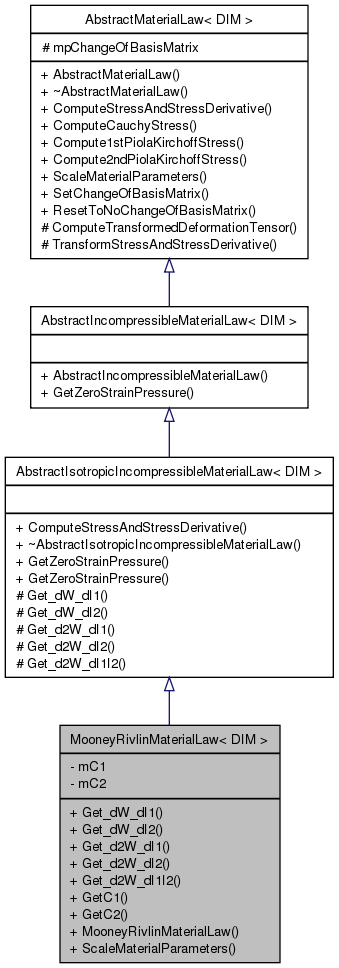 AbstractMaterialLaw< DIM >
# mpChangeOfBasisMatrix
+ AbstractMaterialLaw()
+ ~AbstractMaterialLaw()
+ ComputeStressAndStressDerivative()
+ ComputeCauchyStress()
+ Compute1stPiolaKirchoffStress()
+ Compute2ndPiolaKirchoffStress()
+ ScaleMaterialParameters()
+ SetChangeOfBasisMatrix()
+ ResetToNoChangeOfBasisMatrix()
# ComputeTransformedDeformationTensor()
# TransformStressAndStressDerivative()
AbstractIncompressibleMaterialLaw< DIM >
+ AbstractIncompressibleMaterialLaw()
+ GetZeroStrainPressure()
AbstractIsotropicIncompressibleMaterialLaw< DIM >
+ ComputeStressAndStressDerivative()
+ ~AbstractIsotropicIncompressibleMaterialLaw()
+ GetZeroStrainPressure()
+ GetZeroStrainPressure()
# Get_dW_dI1()
# Get_dW_dI2()
# Get_d2W_dI1()
# Get_d2W_dI2()
# Get_d2W_dI1I2()
MooneyRivlinMaterialLaw< DIM >
- mC1
- mC2
+ Get_dW_dI1()
+ Get_dW_dI2()
+ Get_d2W_dI1()
+ Get_d2W_dI2()
+ Get_d2W_dI1I2()
+ GetC1()
+ GetC2()
+ MooneyRivlinMaterialLaw()
+ ScaleMaterialParameters()